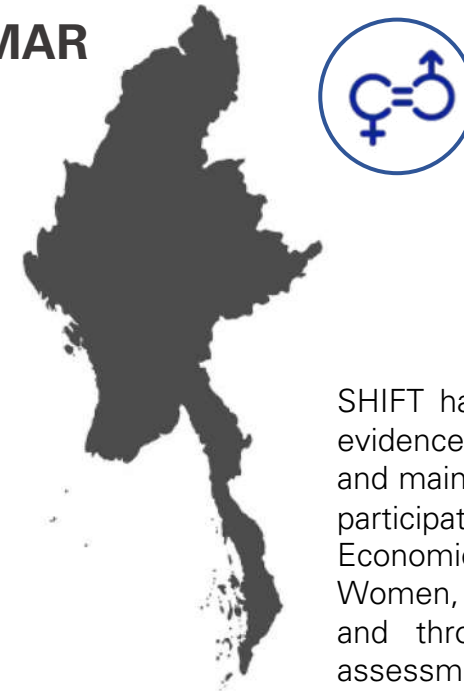 MAR
SHIFT ha
evidence
and main
participat
Economic
Women,
and thro
assessm